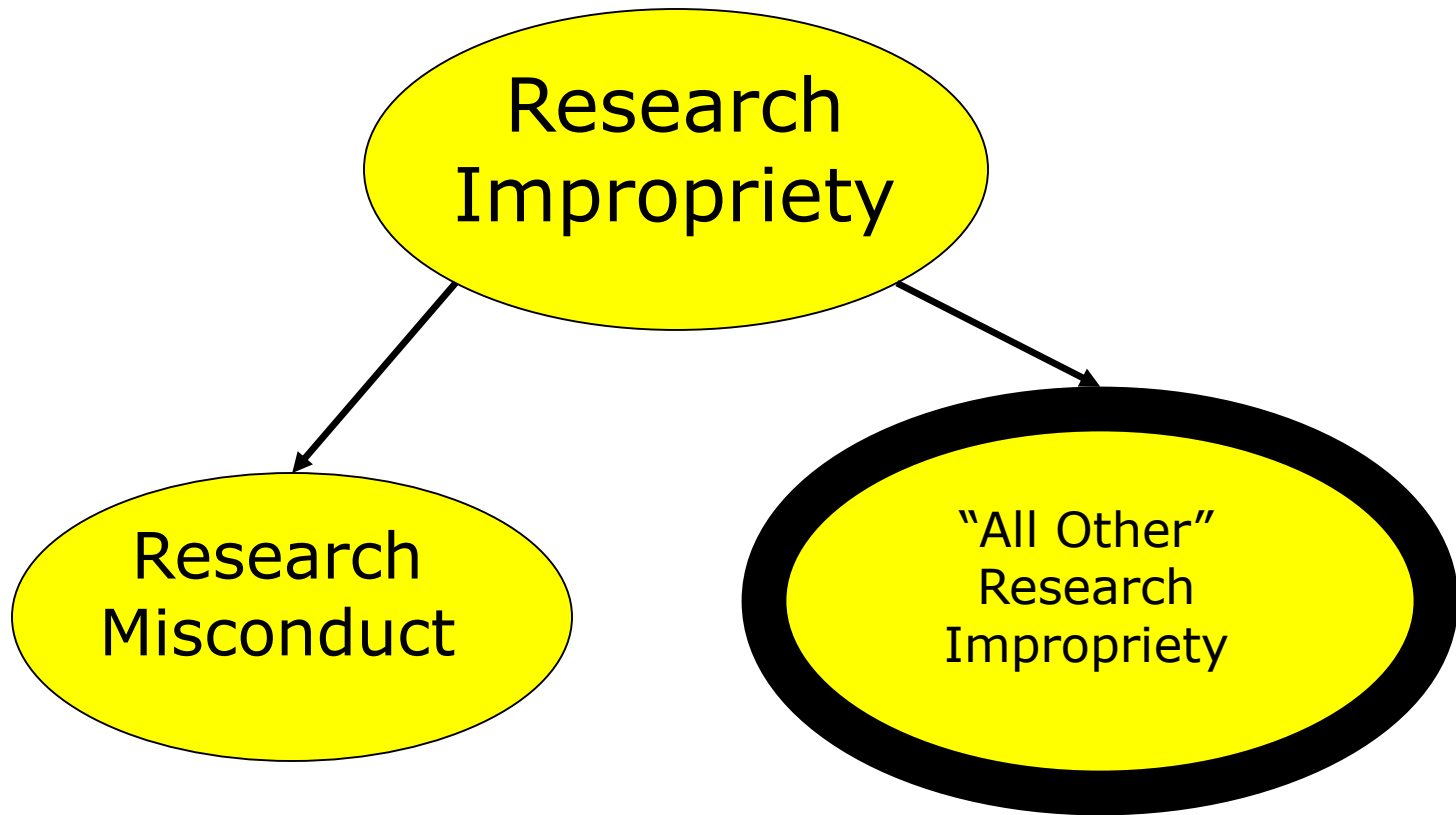 Research
Impropriety
Research
Misconduct
“All Other”
Research
Impropriety